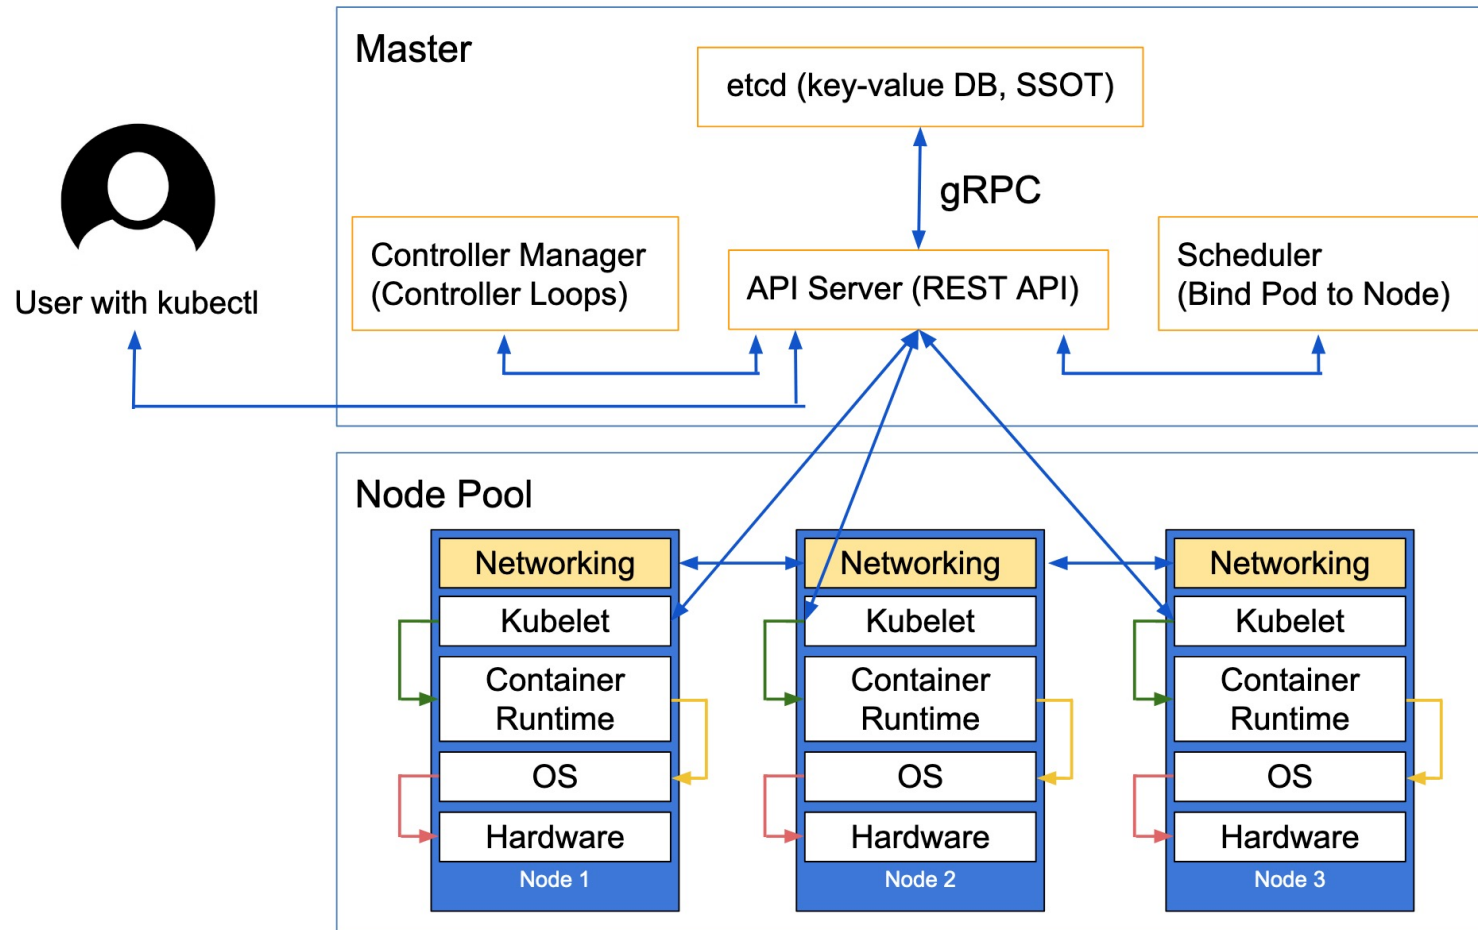 Master
etcd (key-value DB, SSOT)
gRPC
Controller Manager
(Controller Loops)
API Server (REST API)
Scheduler
(Bind Pod to Node)
User with kubectl
Node Pool
Networking
Kubelet
Container
Runtime
OS
Hardware
Node 1
Networking
Kubelet
Container
Runtime
OS
Hardware
Node 2
Networking
Kubelet
Container
Runtime
OS
Hardware
Node 3